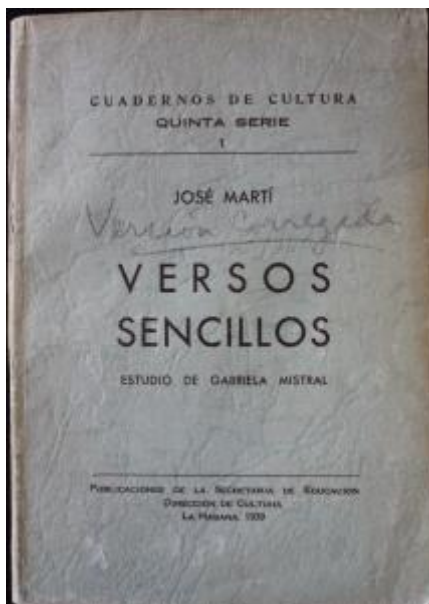 CUADERNOS DE CULTURA
QUINTA SERIE
1
JOSÉ MARTÍ
Versión Corregida
VERSOS
SENCILLOS
ESTUDIO DE GABRIELA MISTRAL
PUBLICACIONES DE LA SECRETARIA DE EDUCACION
DIRECCIÓN DE CULTURA
LA HABANA, 1939